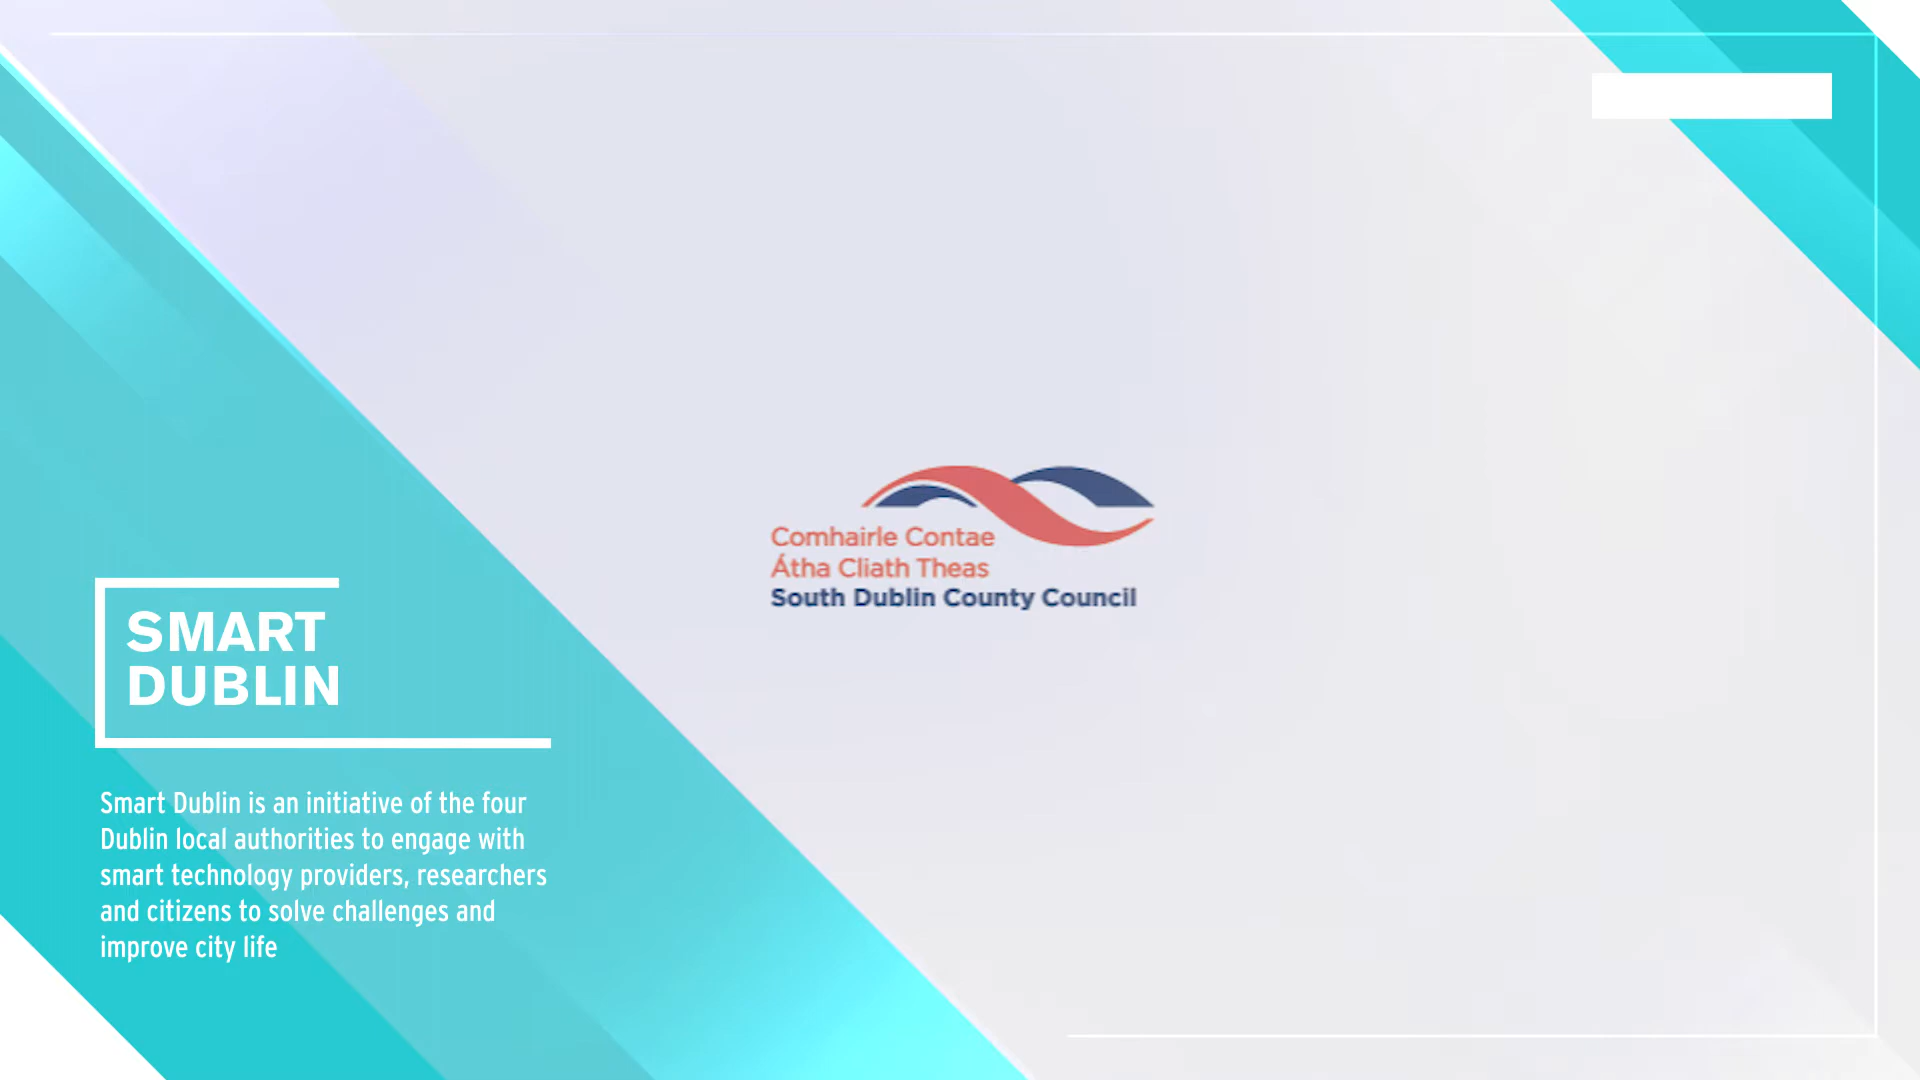 Comhairle Contae
Átha Cliath Theas
South Dublin County Council
SMART
DUBLIN
Smart Dublin is an initiative of the four
Dublin local authorities to engage with
smart technology providers, researchers
and citizens to solve challenges and
improve city life